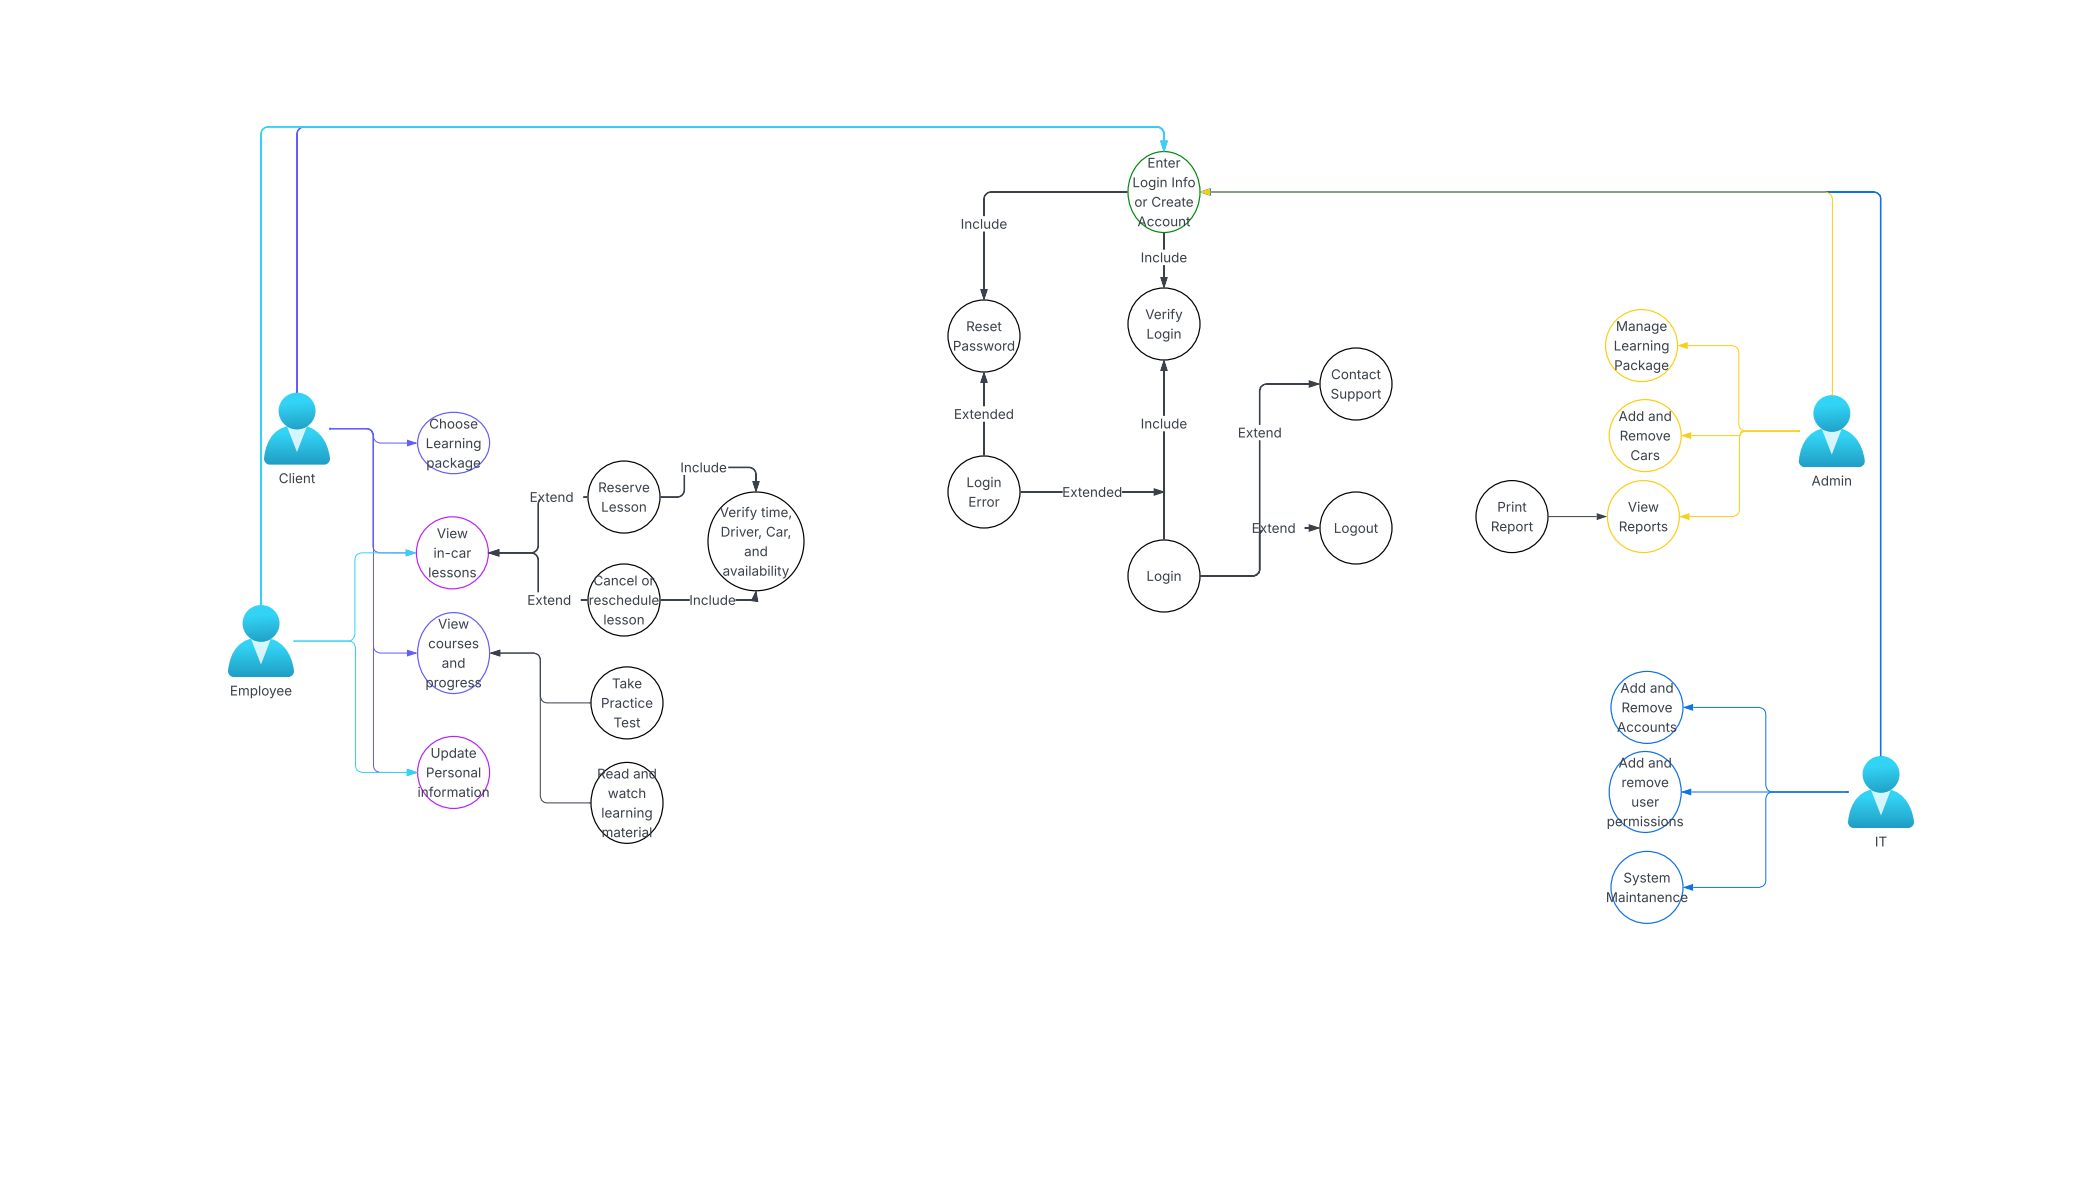 Enter
Login Info
or Create
Account
Include
Include
Reset
Password
Verify
Login
Extended
Include
Login
Error
Extended
Login
Extend
Contact
Support
Extend
Logout
Client
Choose
Learning
package
View
in-car
lessons
Extend
Reserve
Lesson
Include
Verify time,
Driver, Car,
and
availability
Extend
Cancel or
reschedule
lesson
Include
Employee
View
courses
and
progress
Take
Practice
Test
Update
Personal
information
Read and
watch
learning
material
Manage
Learning
Package
Add and
Remove
Cars
Admin
Print
Report
View
Reports
Add and
Remove
Accounts
Add and
remove
user
permissions
IT
System
Maintanence